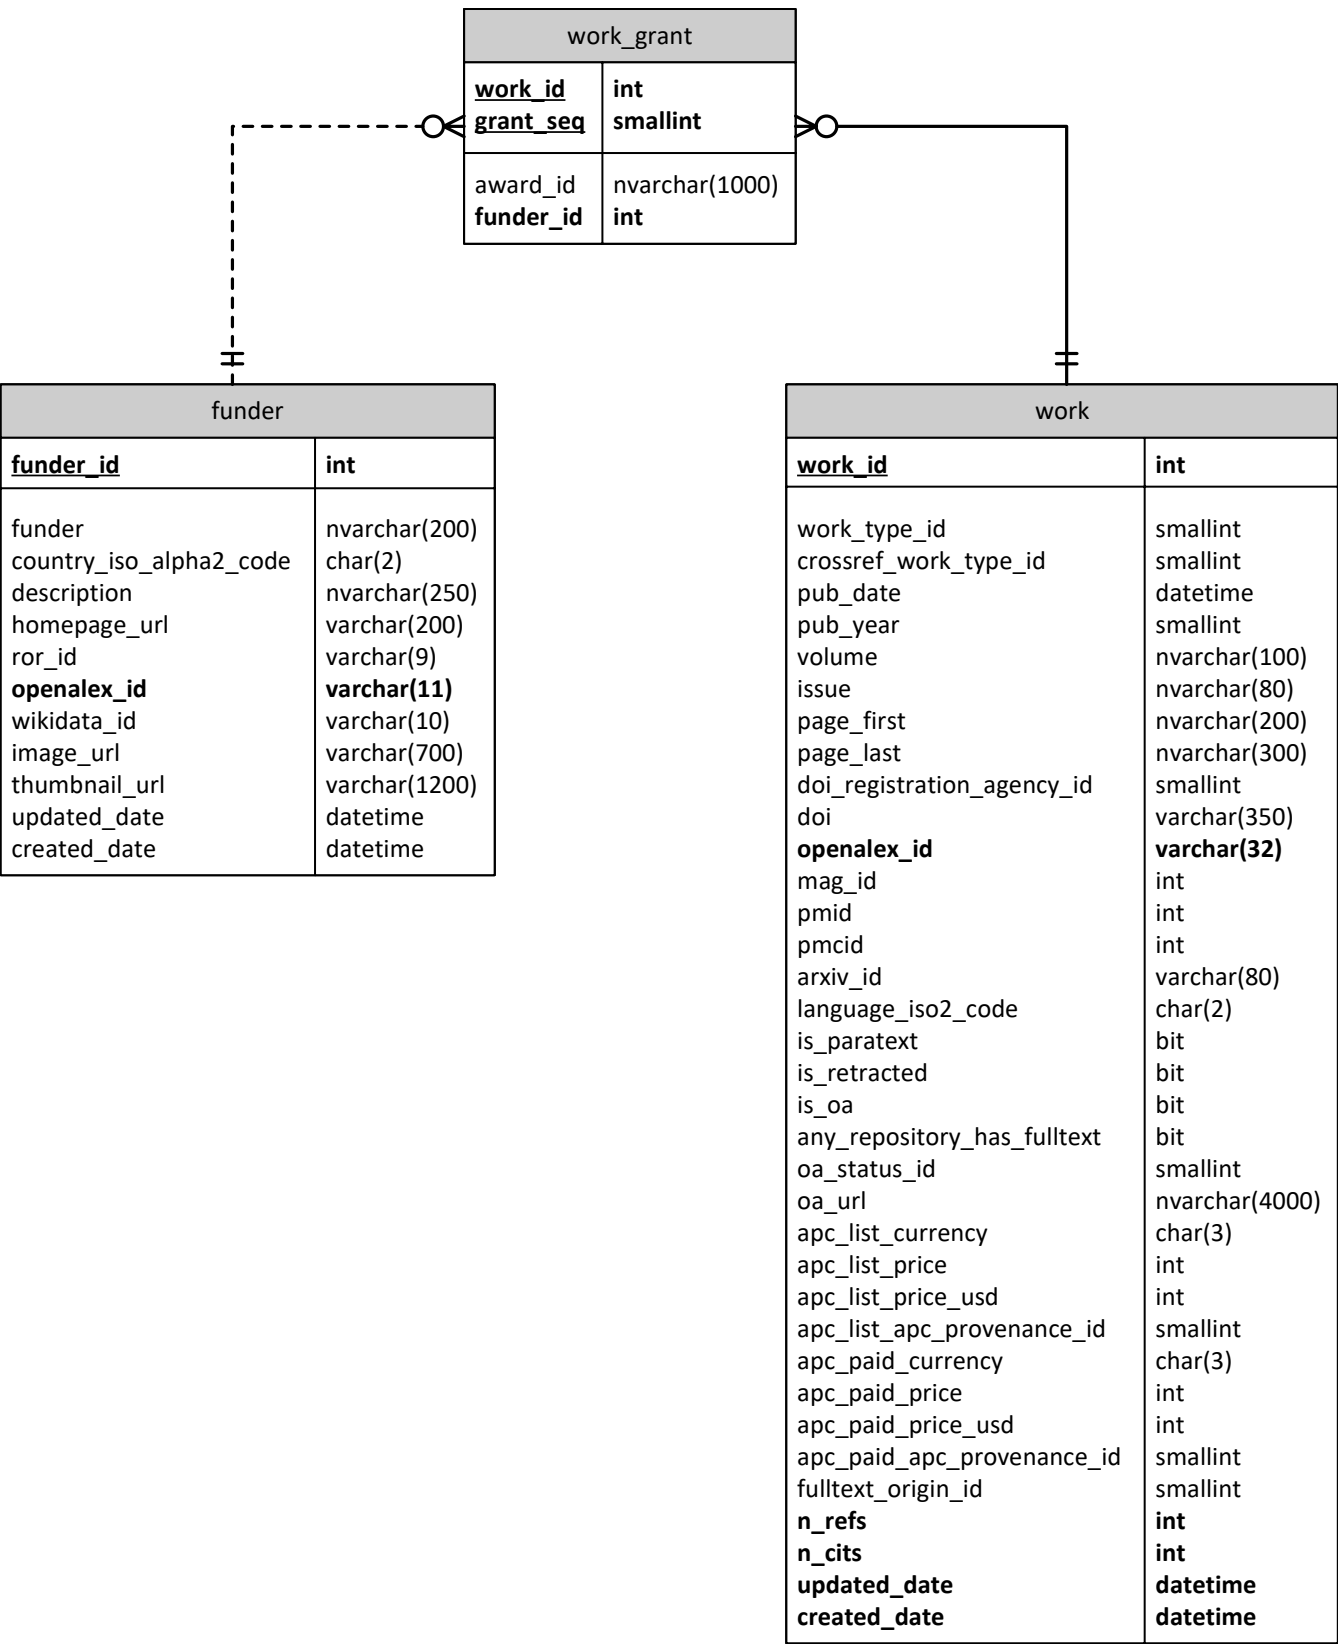 work_grant
work_id int
grant_seq smallint
award_id nvarchar(1000)
funder_id int
funder
funder_id int
funder nvarchar(200)
country_iso_alpha2_code char(2)
description nvarchar(250)
homepage_url varchar(200)
ror_id varchar(9)
openalex_id varchar(11)
wikidata_id varchar(10)
image_url varchar(700)
thumbnail_url varchar(1200)
updated_date datetime
created_date datetime
work
work_id int
work_type_id smallint
crossref_work_type_id smallint
pub_date datetime
pub_year smallint
volume nvarchar(100)
issue nvarchar(80)
page_first nvarchar(200)
page_last nvarchar(300)
doi_registration_agency_id smallint
doi varchar(350)
openalex_id varchar(32)
mag_id int
pmid int
pmcid int
arxiv_id varchar(80)
language_iso2_code char(2)
is_paratext bit
is_retracted bit
is_oa bit
any_repository_has_fulltext bit
oa_status_id smallint
oa_url nvarchar(4000)
apc_list_currency char(3)
apc_list_price int
apc_list_price_usd int
apc_list_apc_provenance_id smallint
apc_paid_currency char(3)
apc_paid_price int
apc_paid_price_usd int
apc_paid_apc_provenance_id smallint
fulltext_origin_id smallint
n_refs int
n_cits int
updated_date datetime
created_date datetime